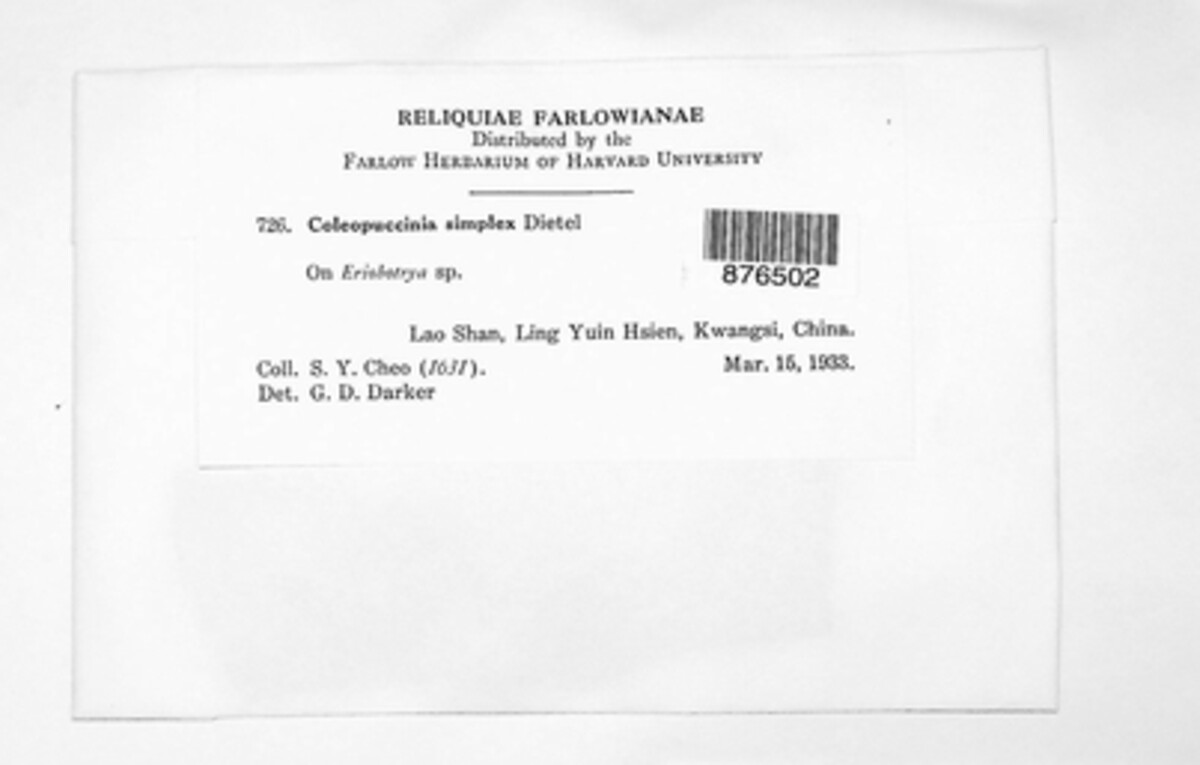 RELIQUIAE FARLOWIANAE
Distributed by the
FARLOW HERBARIUM OF HARVARD UNIVERSITY
726. Coleopuccinia simplex Dietel
On Eriobotrya sp.
876502
Lao Shan, Ling Yuin Hsien, Kwangsi, China.
Coll. S. Y. Cheo (1631). Mar. 15, 1933.
Det. G. D. Darker